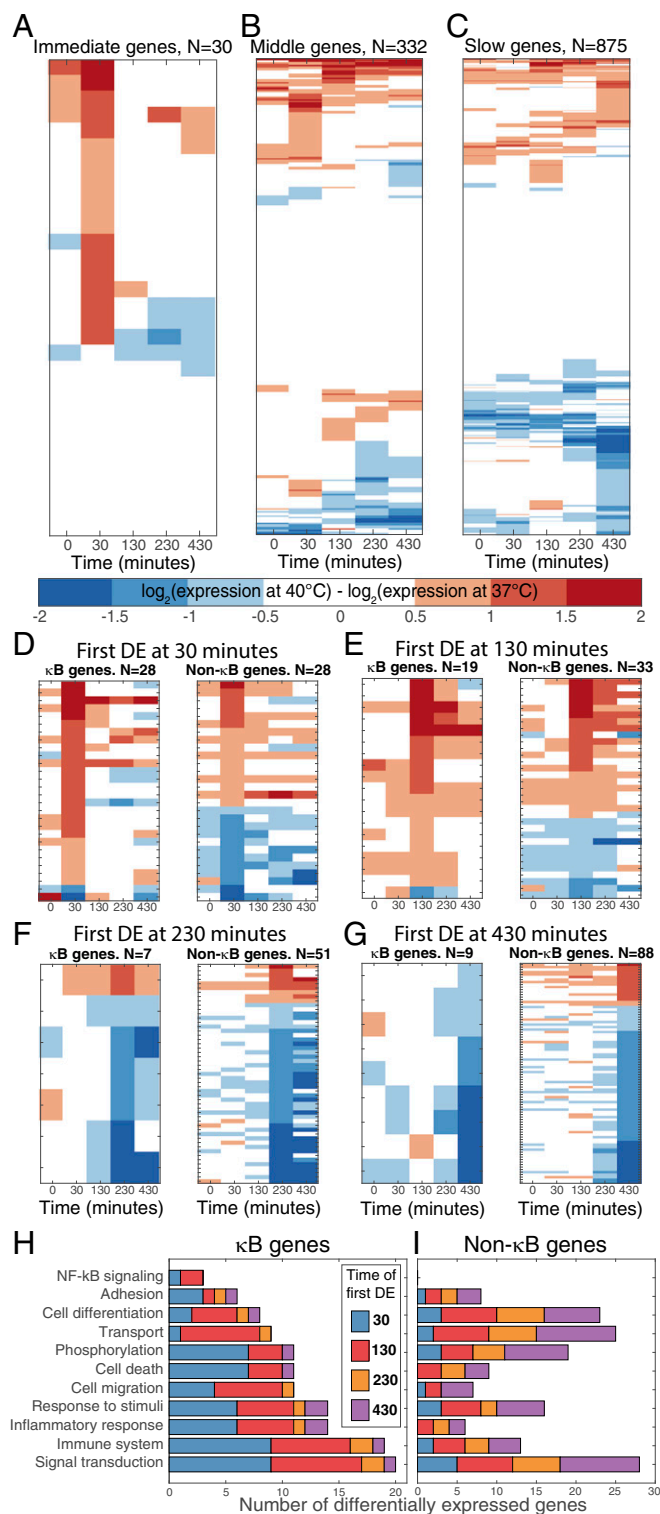 A
Immediate genes, N=30
0 30 130 230 430
Time (minutes)
B
Middle genes, N=332
0 30 130 230 430
Time (minutes)
C
Slow genes, N=875
0 30 130 230 430
Time (minutes)
log2(expression at 40°C) - log2(expression at 37°C)
-2 -1.5 -1 -0.5 0 0.5 1 1.5 2
D
First DE at 30 minutes
κB genes. N=28
0 30 130 230 430
Non-κB genes. N=28
0 30 130 230 430
E
First DE at 130 minutes
κB genes. N=19
0 30 130 230 430
Non-κB genes. N=33
0 30 130 230 430
F
First DE at 230 minutes
κB genes. N=7
0 30 130 230 430
Non-κB genes. N=51
0 30 130 230 430
Time (minutes)
G
First DE at 430 minutes
κB genes. N=9
0 30 130 230 430
Non-κB genes. N=88
0 30 130 230 430
Time (minutes)
H
κB genes
NF-kB signaling
Adhesion
Cell differentiation
Transport
Phosphorylation
Cell death
Cell migration
Response to stimuli
Inflammatory response
Immune system
Signal transduction
Time of
first DE
30
130
230
430
0 5 10 15 20
I
Non-κB genes
0 5 10 15 20 25 30
Number of differentially expressed genes